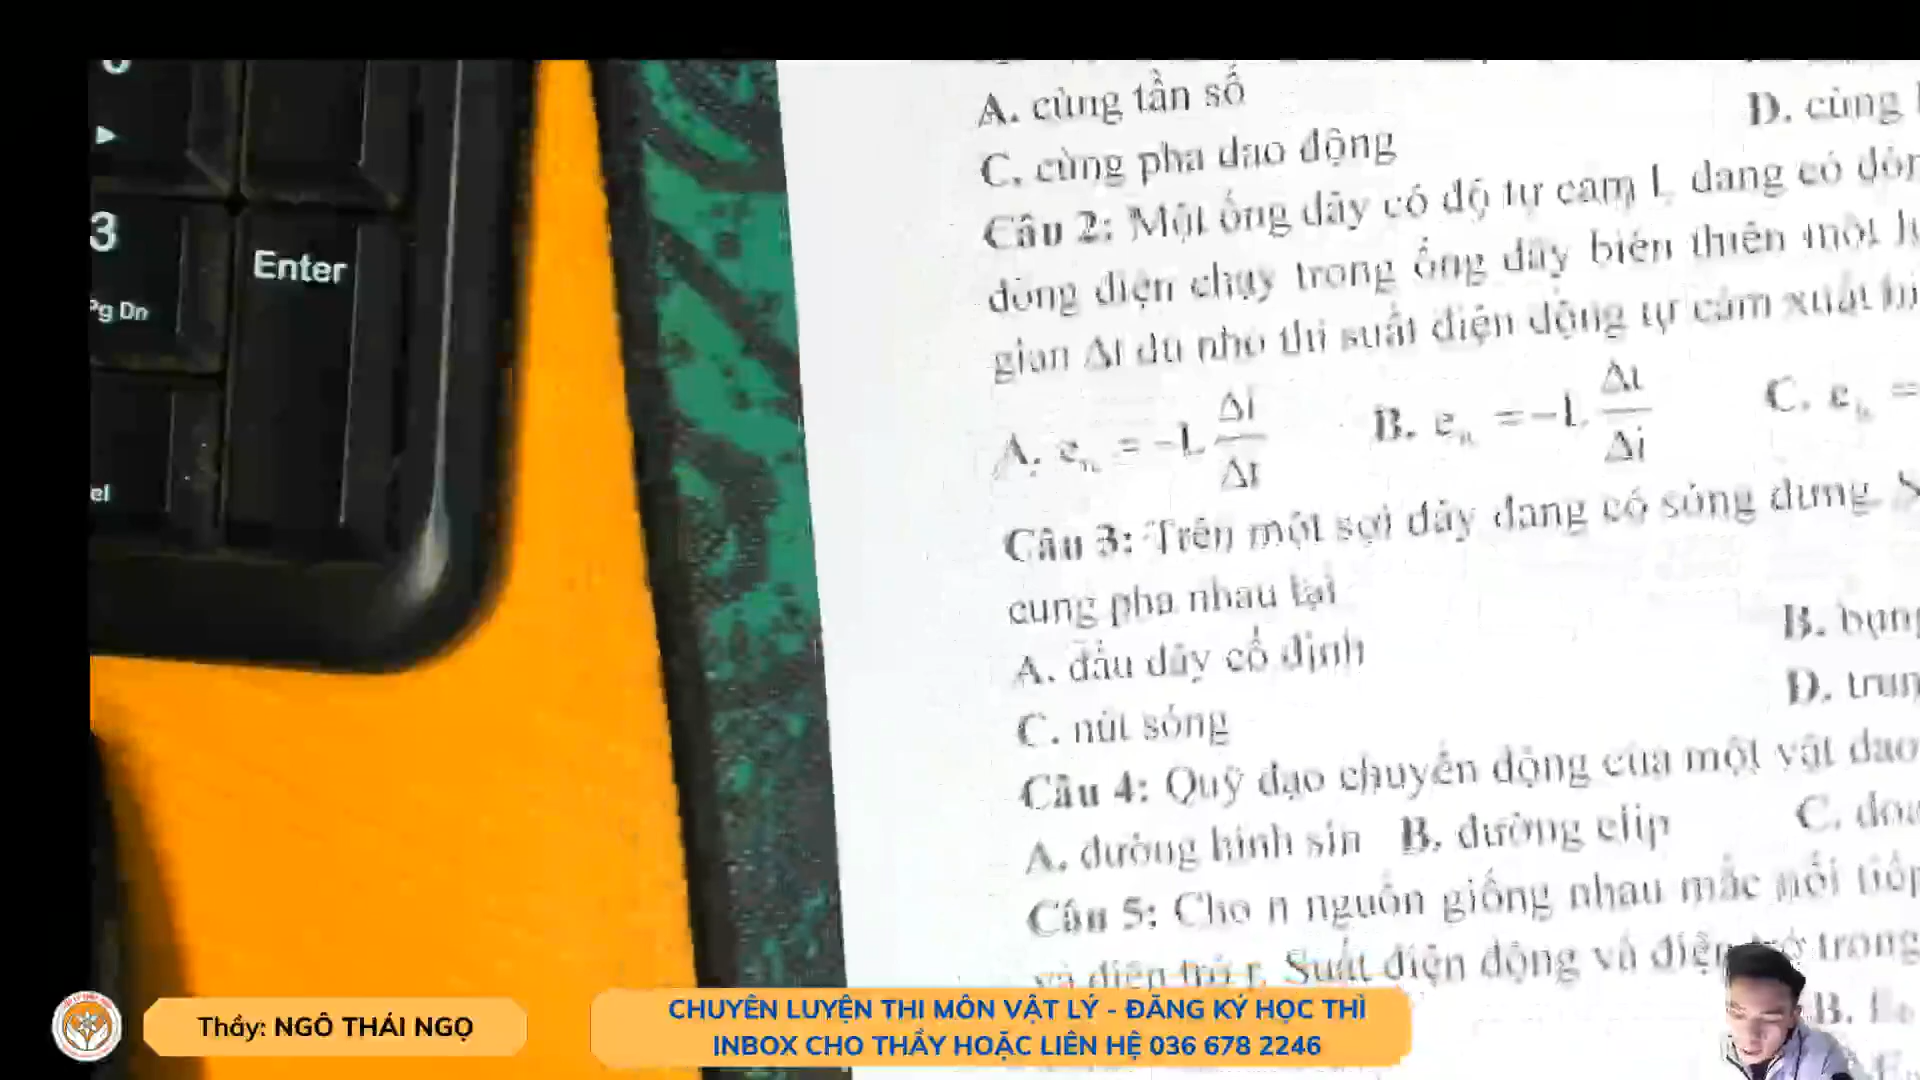 3
Enter
Pg Dn
el
A. cùng tần số
D. cùng
C. cùng pha dao động
Câu 2: Một ống dây có độ tự cảm L đang có
dòng điện chạy trong ống dây biến thiên một
gian Δt đủ nhỏ thì suất điện động tự cảm xuất
A. e = -L Δi/Δt
B. e = -L Δt/Δi
C. e =
Câu 3: Trên một sợi dây đang có sóng dừng.
cùng pha nhau tại
A. đầu dây cố định
B. bụn
C. nút sóng
D. trun
Câu 4: Quỹ đạo chuyển động của một vật dao
A. đường hình sin B. đường elip
C.
Câu 5: Cho n nguồn giống nhau mắc nối tiếp
và điện trở r. Suất điện động và điện trở trong
B.
Thầy: NGÔ THÁI NGỌ
CHUYÊN LUYỆN THI MÔN VẬT LÝ - ĐĂNG KÝ HỌC THÌ
INBOX CHO THẦY HOẶC LIÊN HỆ 036 678 2246